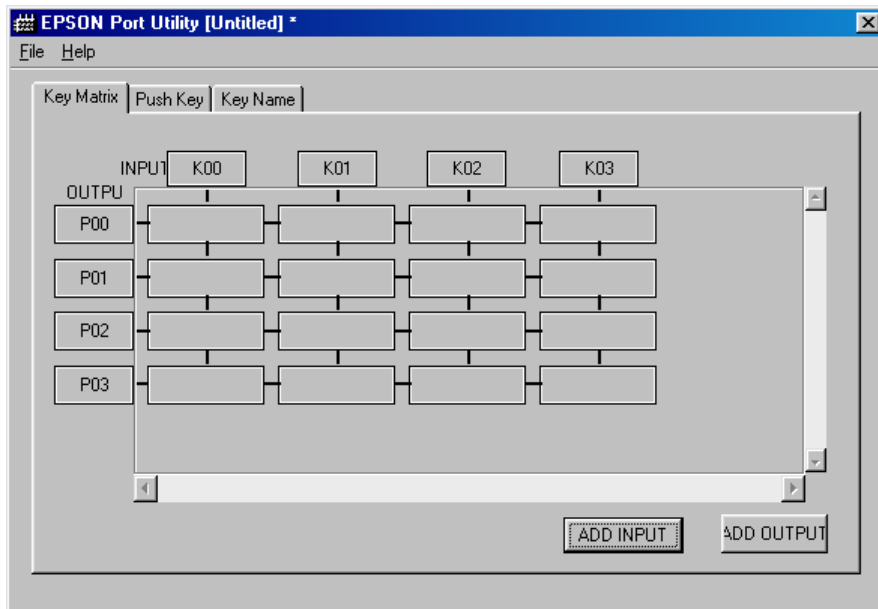 EPSON Port Utility [Untitled] *
File Help
Key Matrix Push Key Key Name
INPUT K00 K01 K02 K03
OUTPU
P00
P01
P02
P03
ADD INPUT ADD OUTPUT